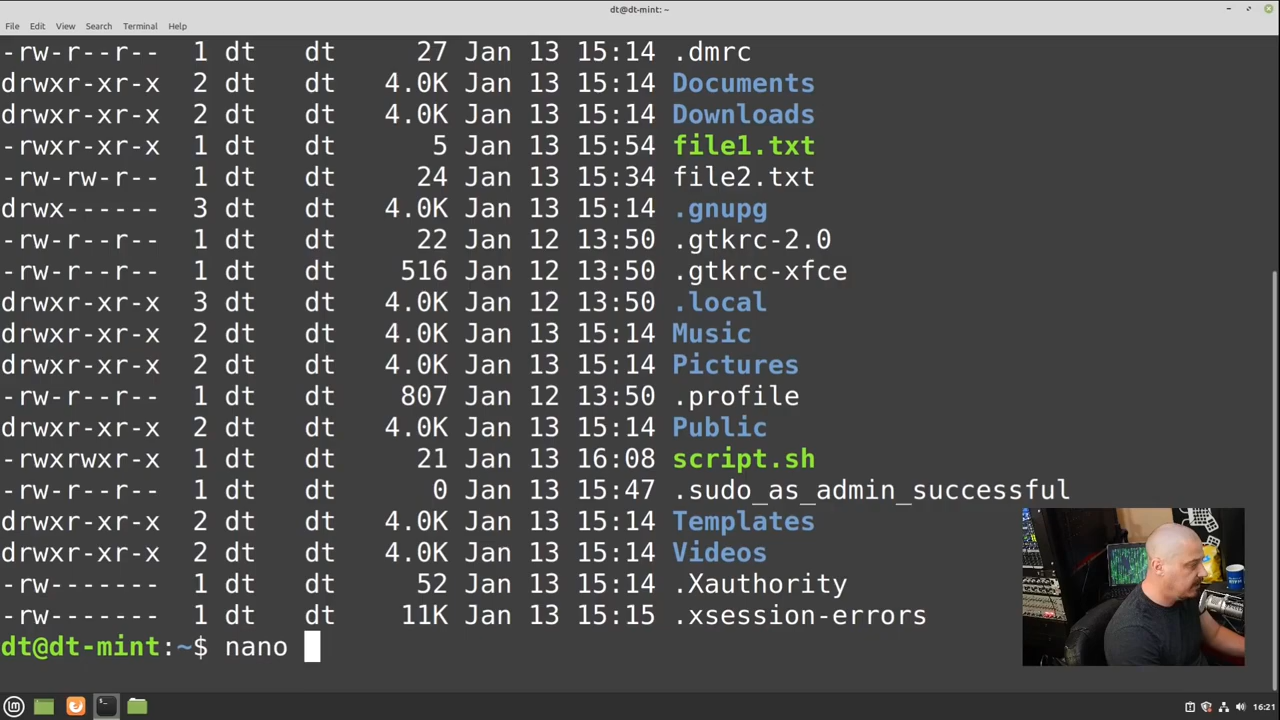 dt@dt-mint: ~
File Edit View Search Terminal Help
-rw-r--r-- 1 dt dt 27 Jan 13 15:14 .dmrc
drwxr-xr-x 2 dt dt 4.0K Jan 13 15:14 Documents
drwxr-xr-x 2 dt dt 4.0K Jan 13 15:14 Downloads
-rwxr-xr-x 1 dt dt 5 Jan 13 15:54 file1.txt
-rw-rw-r-- 1 dt dt 24 Jan 13 15:34 file2.txt
drwx------ 3 dt dt 4.0K Jan 13 15:14 .gnupg
-rw-r--r-- 1 dt dt 22 Jan 12 13:50 .gtkrc-2.0
-rw-r--r-- 1 dt dt 516 Jan 12 13:50 .gtkrc-xfce
drwxr-xr-x 3 dt dt 4.0K Jan 12 13:50 .local
drwxr-xr-x 2 dt dt 4.0K Jan 13 15:14 Music
drwxr-xr-x 2 dt dt 4.0K Jan 13 15:14 Pictures
-rw-r--r-- 1 dt dt 807 Jan 12 13:50 .profile
drwxr-xr-x 2 dt dt 4.0K Jan 13 15:14 Public
-rwxrwxr-x 1 dt dt 21 Jan 13 16:08 script.sh
-rw-r--r-- 1 dt dt 0 Jan 13 15:47 .sudo_as_admin_successful
drwxr-xr-x 2 dt dt 4.0K Jan 13 15:14 Templates
drwxr-xr-x 2 dt dt 4.0K Jan 13 15:14 Videos
-rw------- 1 dt dt 52 Jan 13 15:14 .Xauthority
-rw------- 1 dt dt 11K Jan 13 15:15 .xsession-errors
dt@dt-mint:~$ nano
16:21